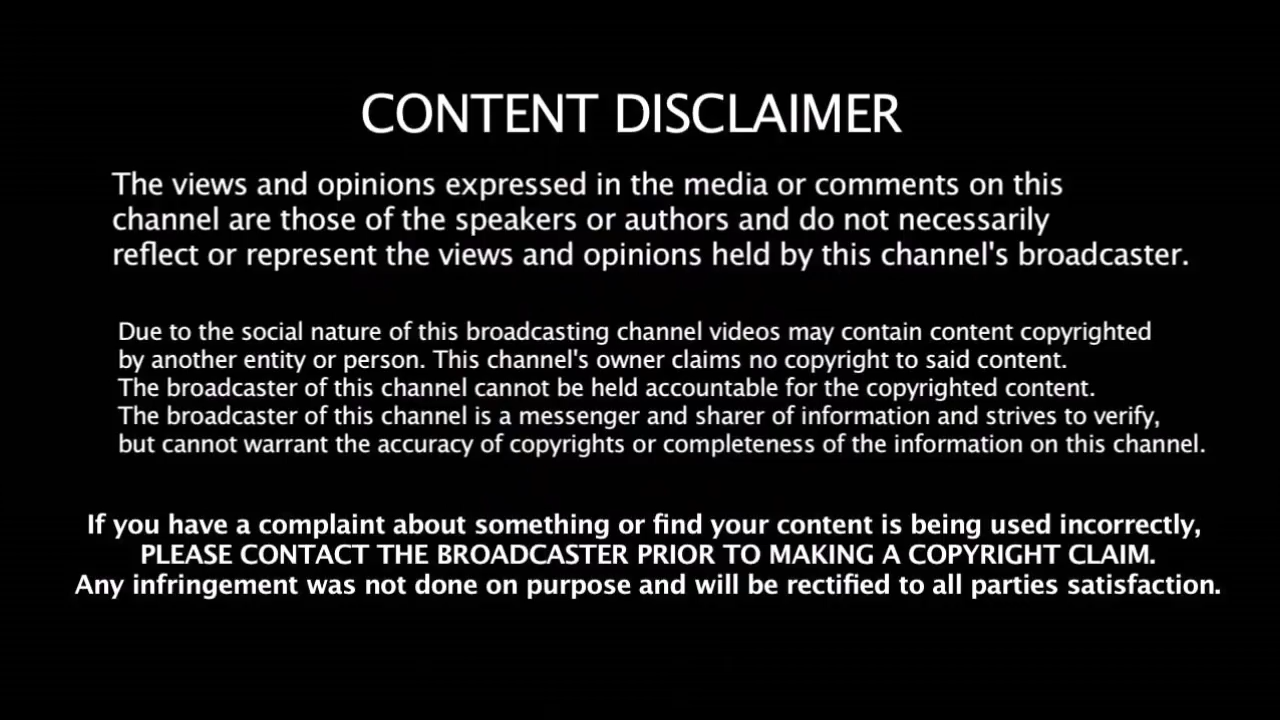 CONTENT DISCLAIMER
The views and opinions expressed in the media or comments on this
channel are those of the speakers or authors and do not necessarily
reflect or represent the views and opinions held by this channel's broadcaster.
Due to the social nature of this broadcasting channel videos may contain content copyrighted
by another entity or person. This channel's owner claims no copyright to said content.
The broadcaster of this channel cannot be held accountable for the copyrighted content.
The broadcaster of this channel is a messenger and sharer of information and strives to verify,
but cannot warrant the accuracy of copyrights or completeness of the information on this channel.
If you have a complaint about something or find your content is being used incorrectly,
PLEASE CONTACT THE BROADCASTER PRIOR TO MAKING A COPYRIGHT CLAIM.
Any infringement was not done on purpose and will be rectified to all parties satisfaction.